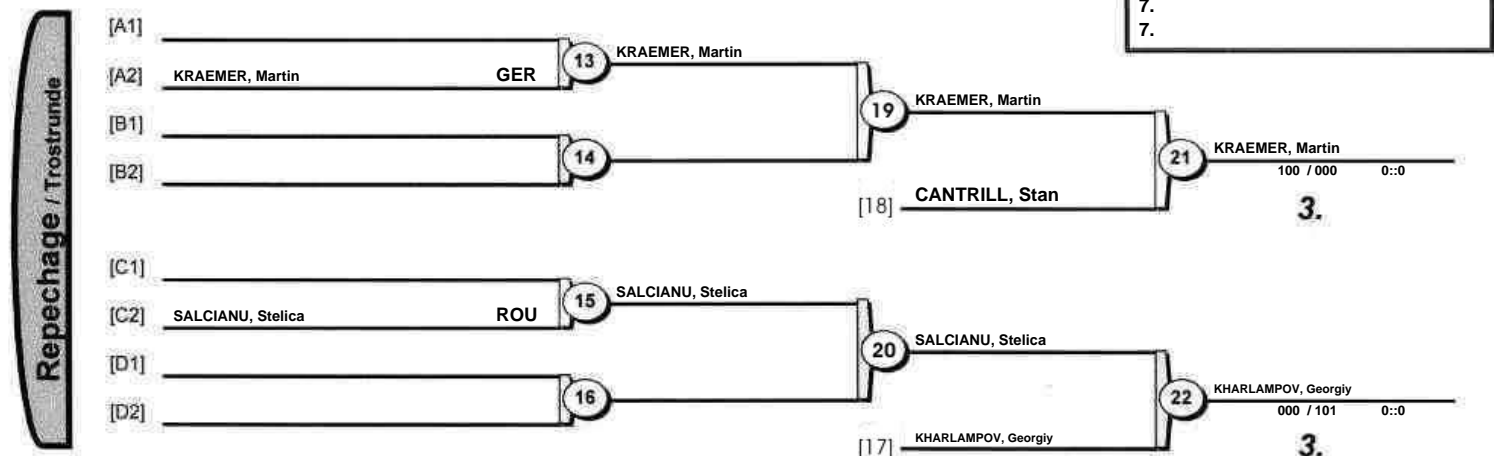 7.
7.
Repechage / Trostrunde
[A1]
[A2] KRAEMER, Martin GER
[B1]
[B2]
13 KRAEMER, Martin
14
19 KRAEMER, Martin
[18] CANTRILL, Stan
21 KRAEMER, Martin
100 / 000 0::0
3.
[C1]
[C2] SALCIANU, Stelica ROU
[D1]
[D2]
15 SALCIANU, Stelica
16
20 SALCIANU, Stelica
[17] KHARLAMPOV, Georgiy
22 KHARLAMPOV, Georgiy
000 / 101 0::0
3.